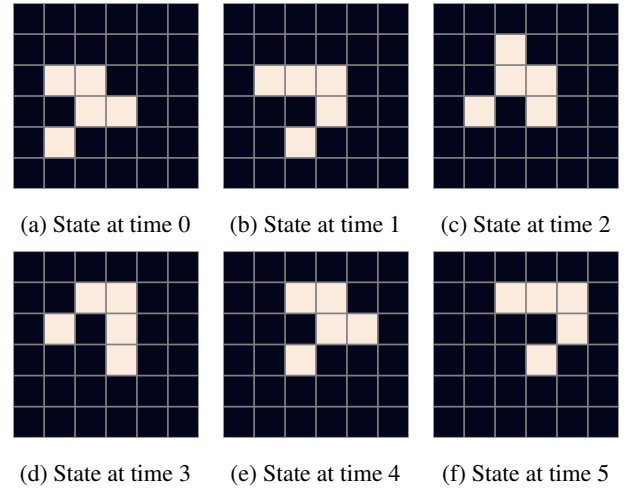 (a) State at time 0
(b) State at time 1
(c) State at time 2
(d) State at time 3
(e) State at time 4
(f) State at time 5